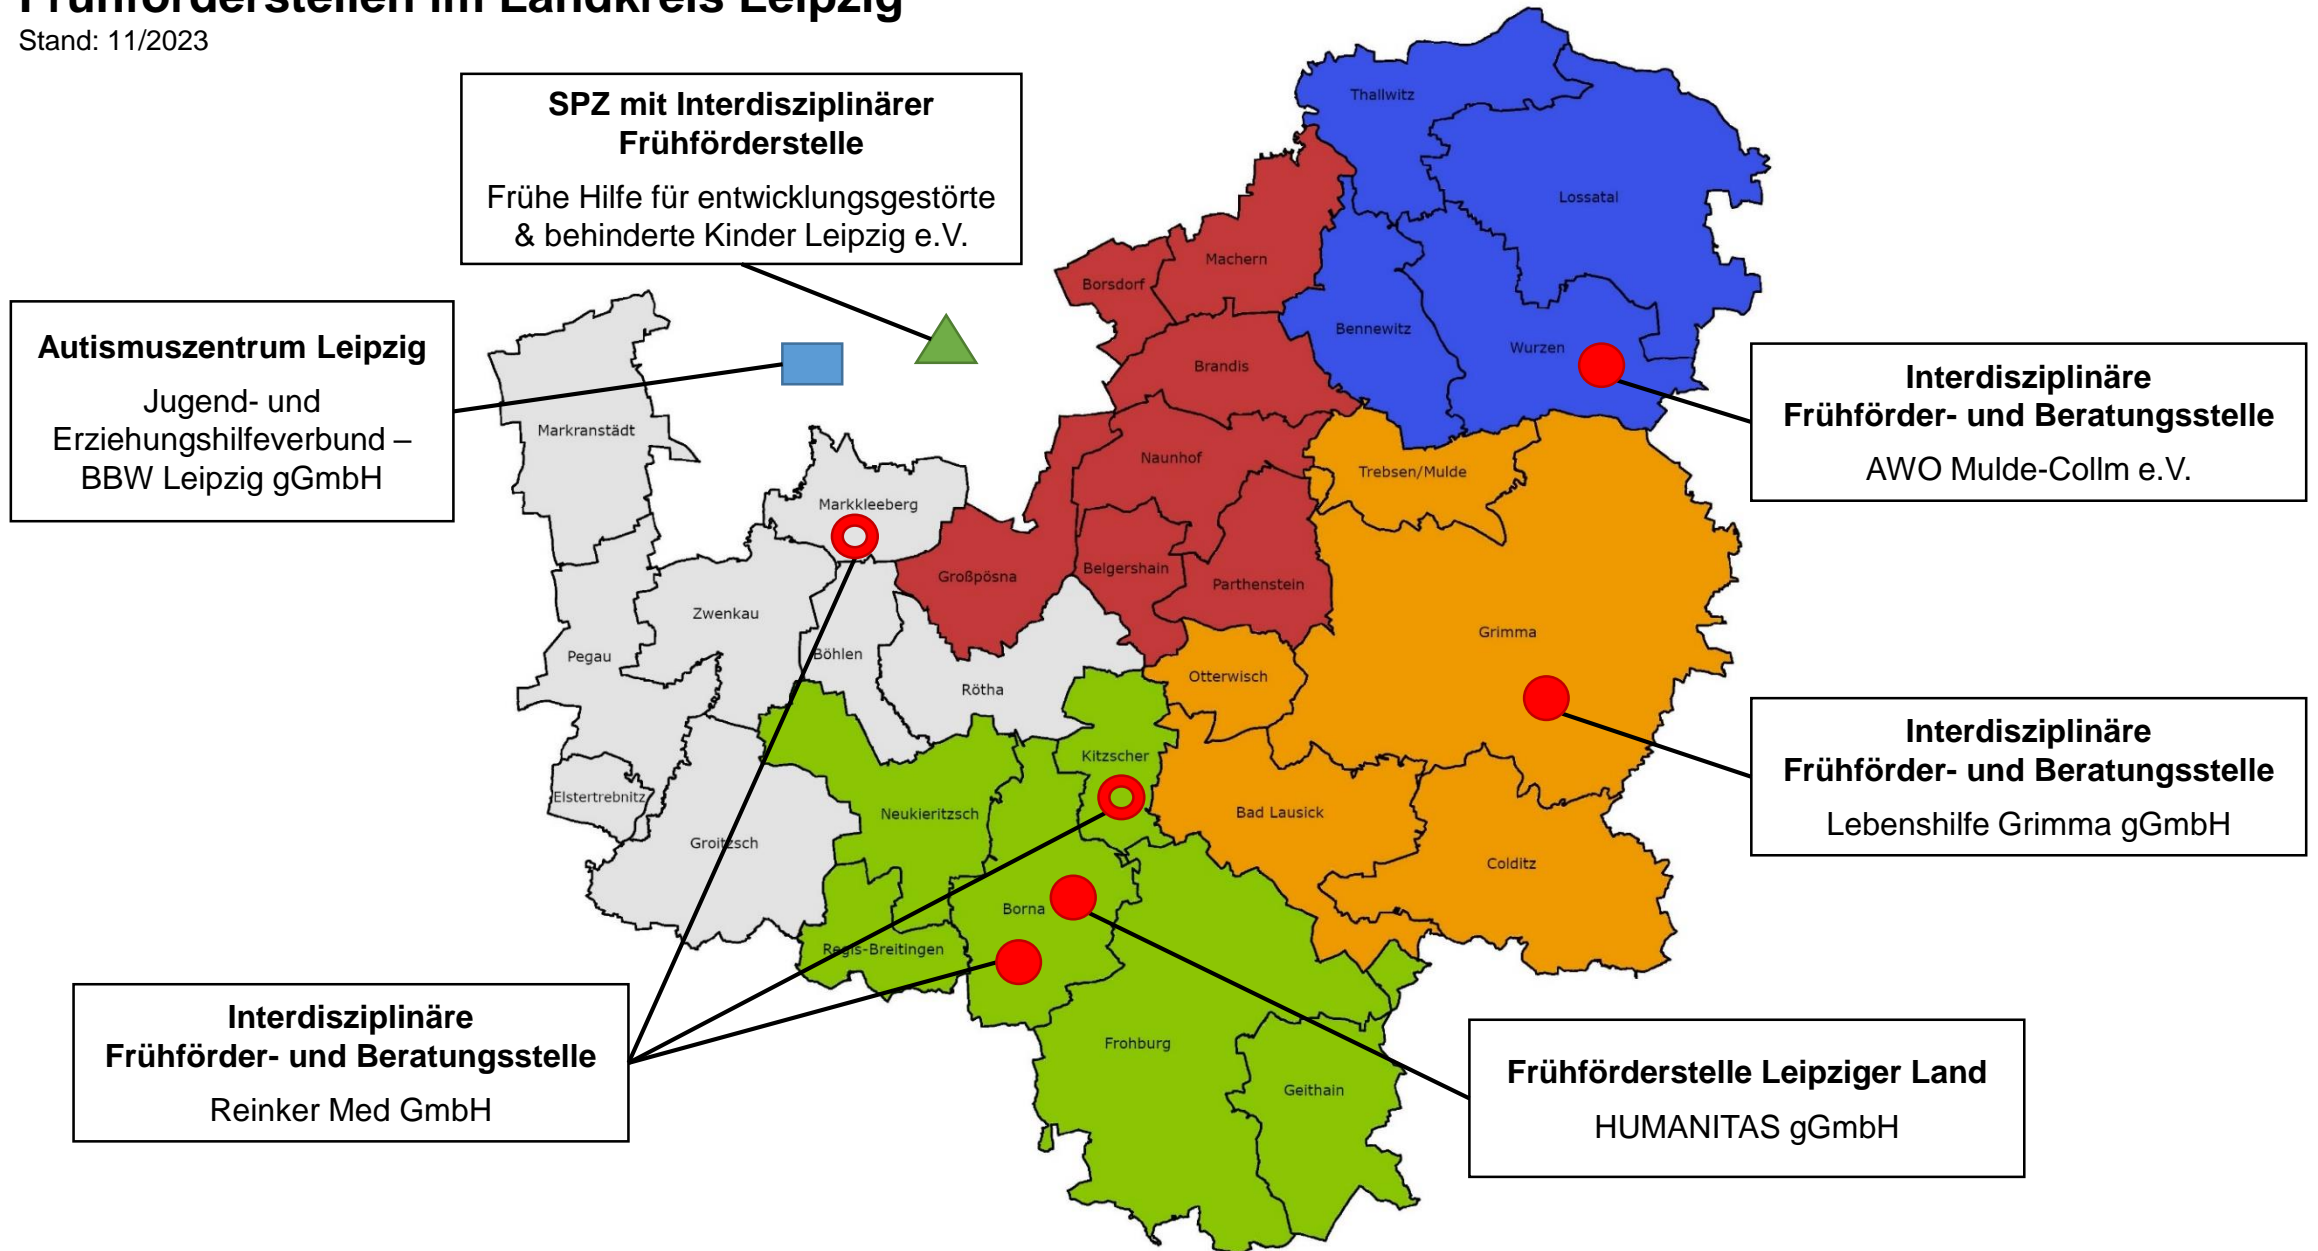 Frühförderstellen im Landkreis Leipzig
Stand: 11/2023
SPZ mit Interdisziplinärer
Frühförderstelle
Frühe Hilfe für entwicklungsgestörte
& behinderte Kinder Leipzig e.V.
Autismuszentrum Leipzig
Jugend- und
Erziehungshilfeverbund –
BBW Leipzig gGmbH
Thallwitz
Lossatal
Machern
Borsdorf
Bennewitz
Wurzen
Brandis
Interdisziplinäre
Frühförder- und Beratungsstelle
AWO Mulde-Collm e.V.
Markranstädt
Naunhof
Trebsen/Mulde
Markkleeberg
Großpösna
Belgershain
Parthenstein
Zwenkau
Grimma
Pegau
Böhlen
Otterwisch
Rötha
Interdisziplinäre
Frühförder- und Beratungsstelle
Lebenshilfe Grimma gGmbH
Kitzscher
Elstertrebnitz
Neukieritzsch
Bad Lausick
Groitzsch
Colditz
Borna
Regis-Breitingen
Interdisziplinäre
Frühförder- und Beratungsstelle
Reinker Med GmbH
Frohburg
Geithain
Frühförderstelle Leipziger Land
HUMANITAS gGmbH